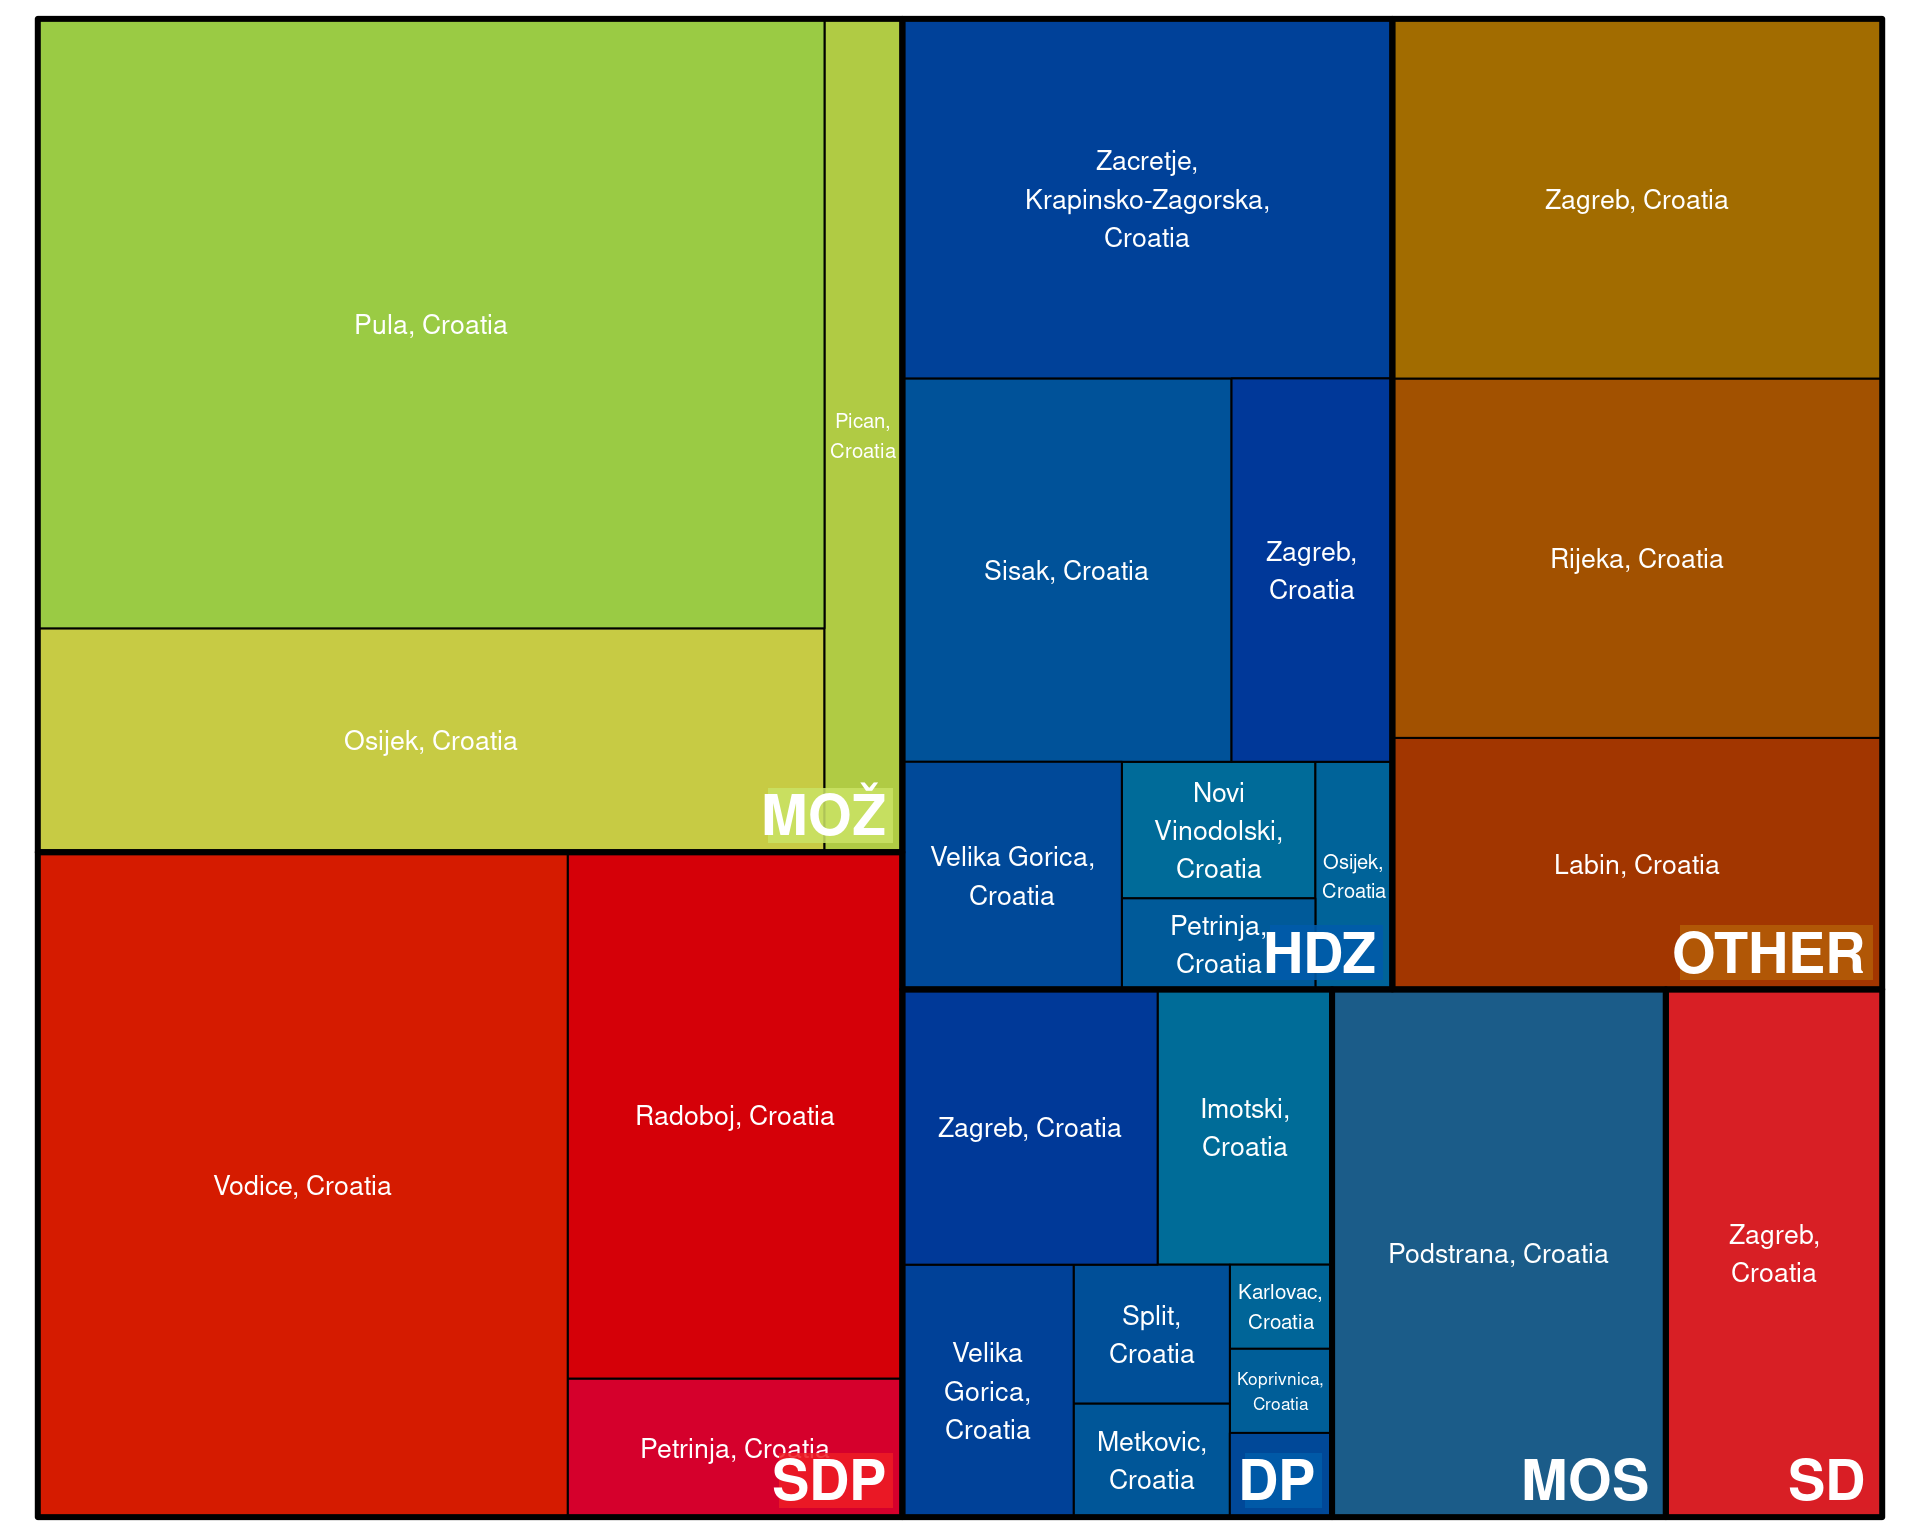 Pula, Croatia
Pican,
Croatia
Osijek, Croatia
MOŽ
Zacretje,
Krapinsko-Zagorska,
Croatia
Sisak, Croatia
Zagreb,
Croatia
Velika Gorica,
Croatia
Novi
Vinodolski,
Croatia
Petrinja,
Croatia
Osijek,
Croatia
HDZ
Zagreb, Croatia
Rijeka, Croatia
Labin, Croatia
OTHER
Vodice, Croatia
Radoboj, Croatia
Petrinja, Croatia
SDP
Zagreb, Croatia
Imotski,
Croatia
Velika
Gorica,
Croatia
Split,
Croatia
Metkovic,
Croatia
Karlovac,
Croatia
Koprivnica,
Croatia
DP
Podstrana, Croatia
MOS
Zagreb,
Croatia
SD